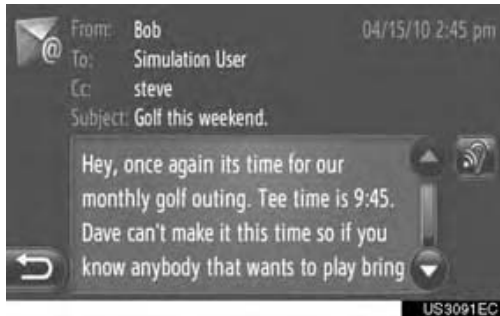 From: Bob 04/15/10 2:45 pm
To: Simulation User
Cc: steve
Subject: Golf this weekend.
Hey, once again its time for our
monthly golf outing. Tee time is 9:45.
Dave can't make it this time so if you
know anybody that wants to play bring
US3091EC